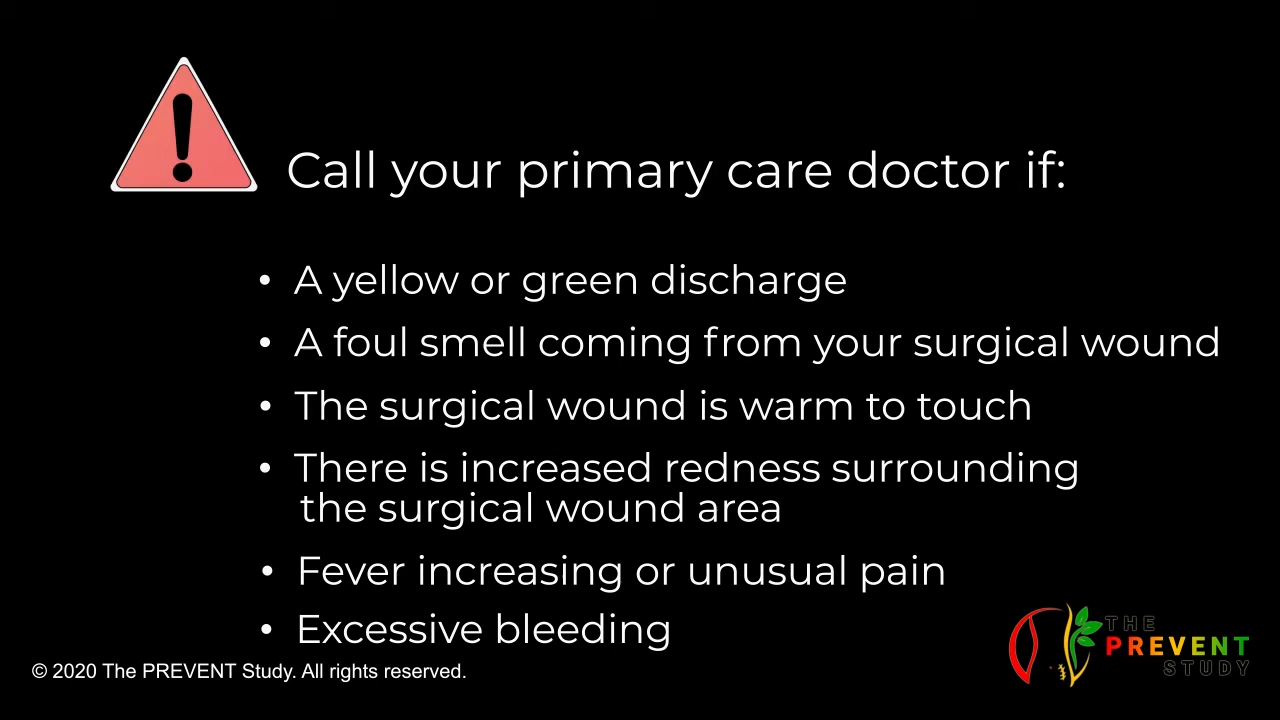 Call your primary care doctor if:
• A yellow or green discharge
• A foul smell coming from your surgical wound
• The surgical wound is warm to touch
• There is increased redness surrounding
the surgical wound area
• Fever increasing or unusual pain
• Excessive bleeding
THE
PREVENT
STUDY
© 2020 The PREVENT Study. All rights reserved.